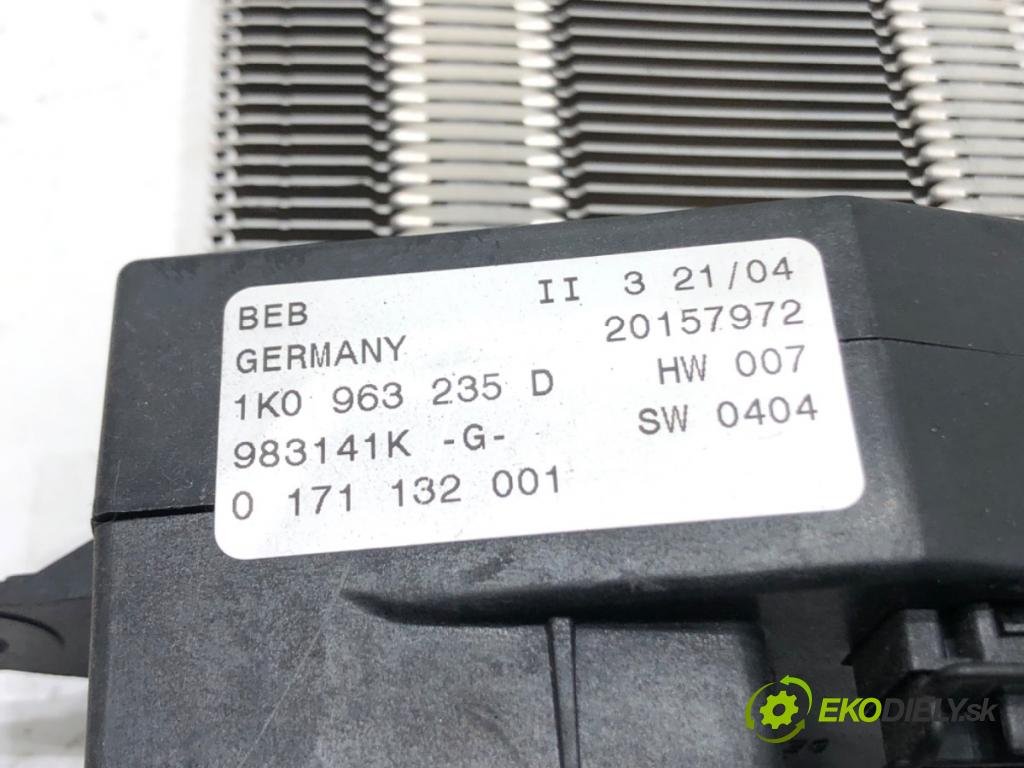 BEB II 3 21/04
GERMANY 20157972
1K0 963 235 D HW 007
983141K -G- SW 0404
0 171 132 001
EKODIELY.sk